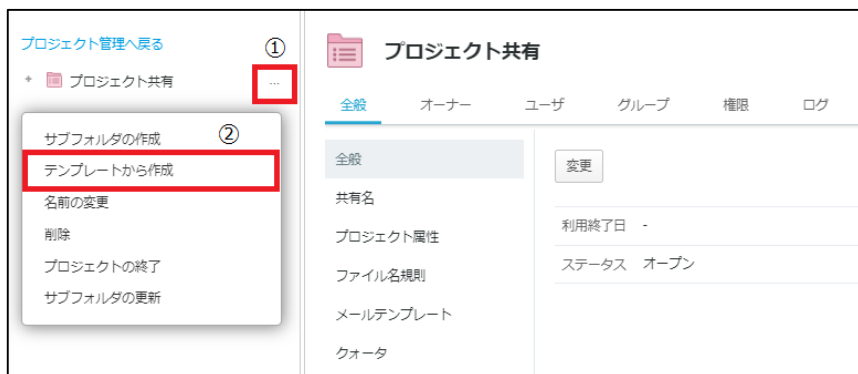 プロジェクト管理へ戻る
①
+ プロジェクト共有 ...
サブフォルダの作成 ②
テンプレートから作成
名前の変更
削除
プロジェクトの終了
サブフォルダの更新
プロジェクト共有
全般 オーナー ユーザ グループ 権限 ログ
全般
共有名
プロジェクト属性
ファイル名規則
メールテンプレート
クォータ
変更
利用終了日 -
ステータス オープン